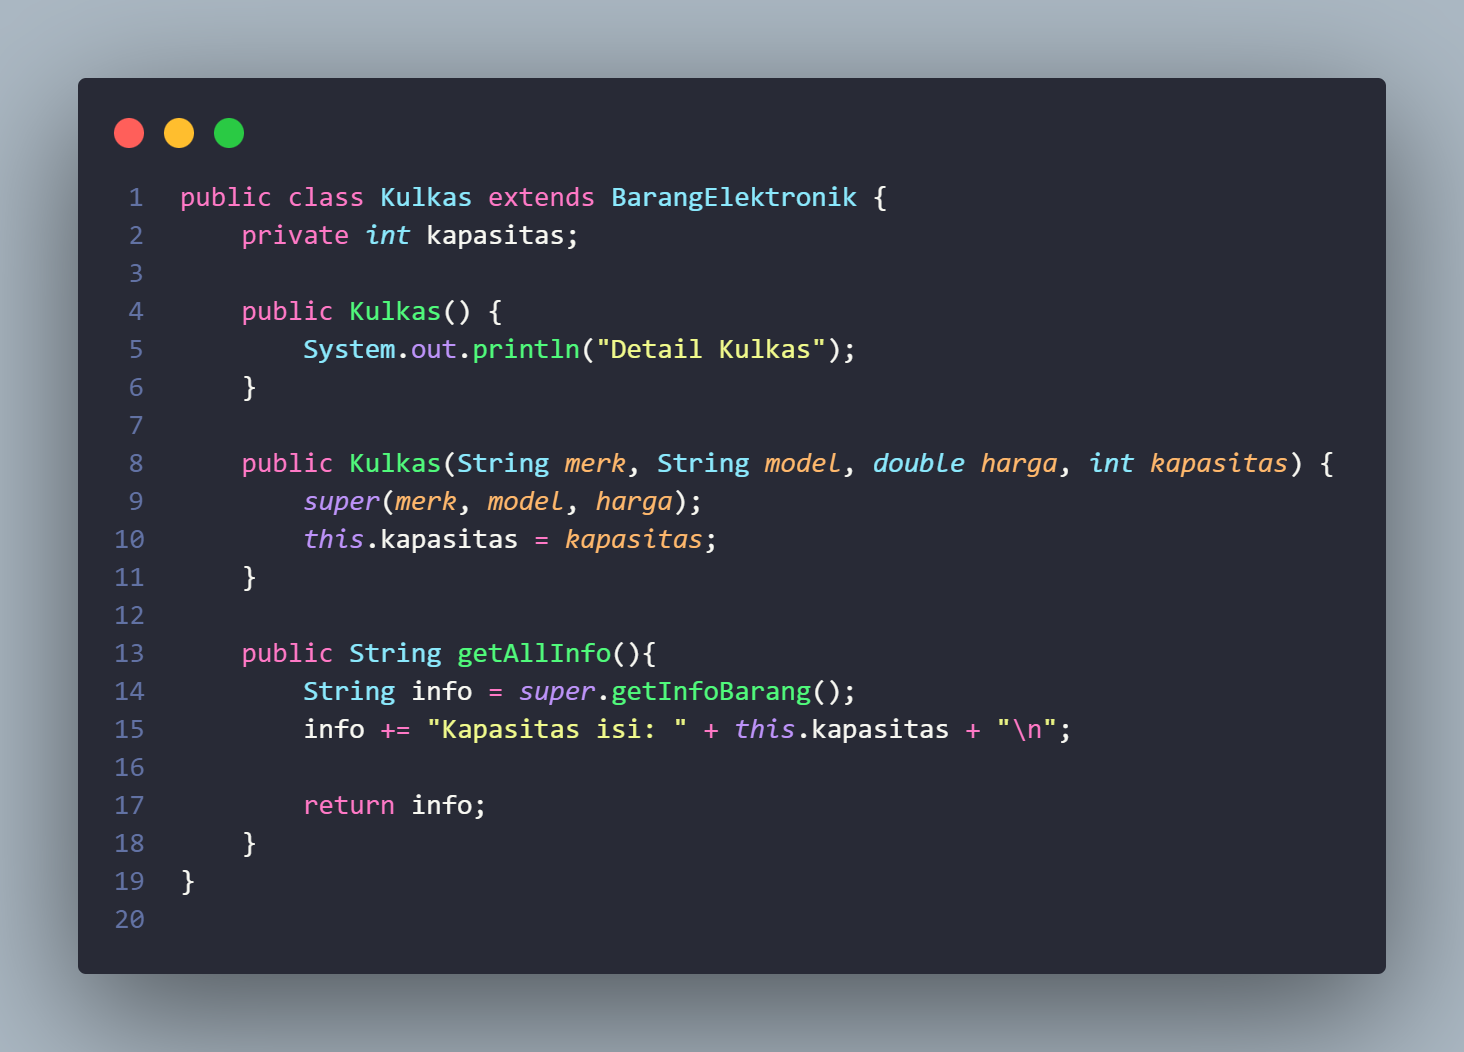 1 public class Kulkas extends BarangElektronik {
2     private int kapasitas;
3
4     public Kulkas() {
5         System.out.println("Detail Kulkas");
6     }
7
8     public Kulkas(String merk, String model, double harga, int kapasitas) {
9         super(merk, model, harga);
10         this.kapasitas = kapasitas;
11     }
12
13     public String getAllInfo(){
14         String info = super.getInfoBarang();
15         info += "Kapasitas isi: " + this.kapasitas + "\n";
16
17         return info;
18     }
19 }
20